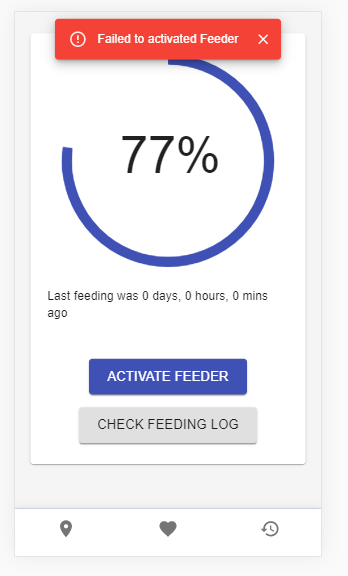 Failed to activated Feeder
77%
Last feeding was 0 days, 0 hours, 0 mins
ago
ACTIVATE FEEDER
CHECK FEEDING LOG